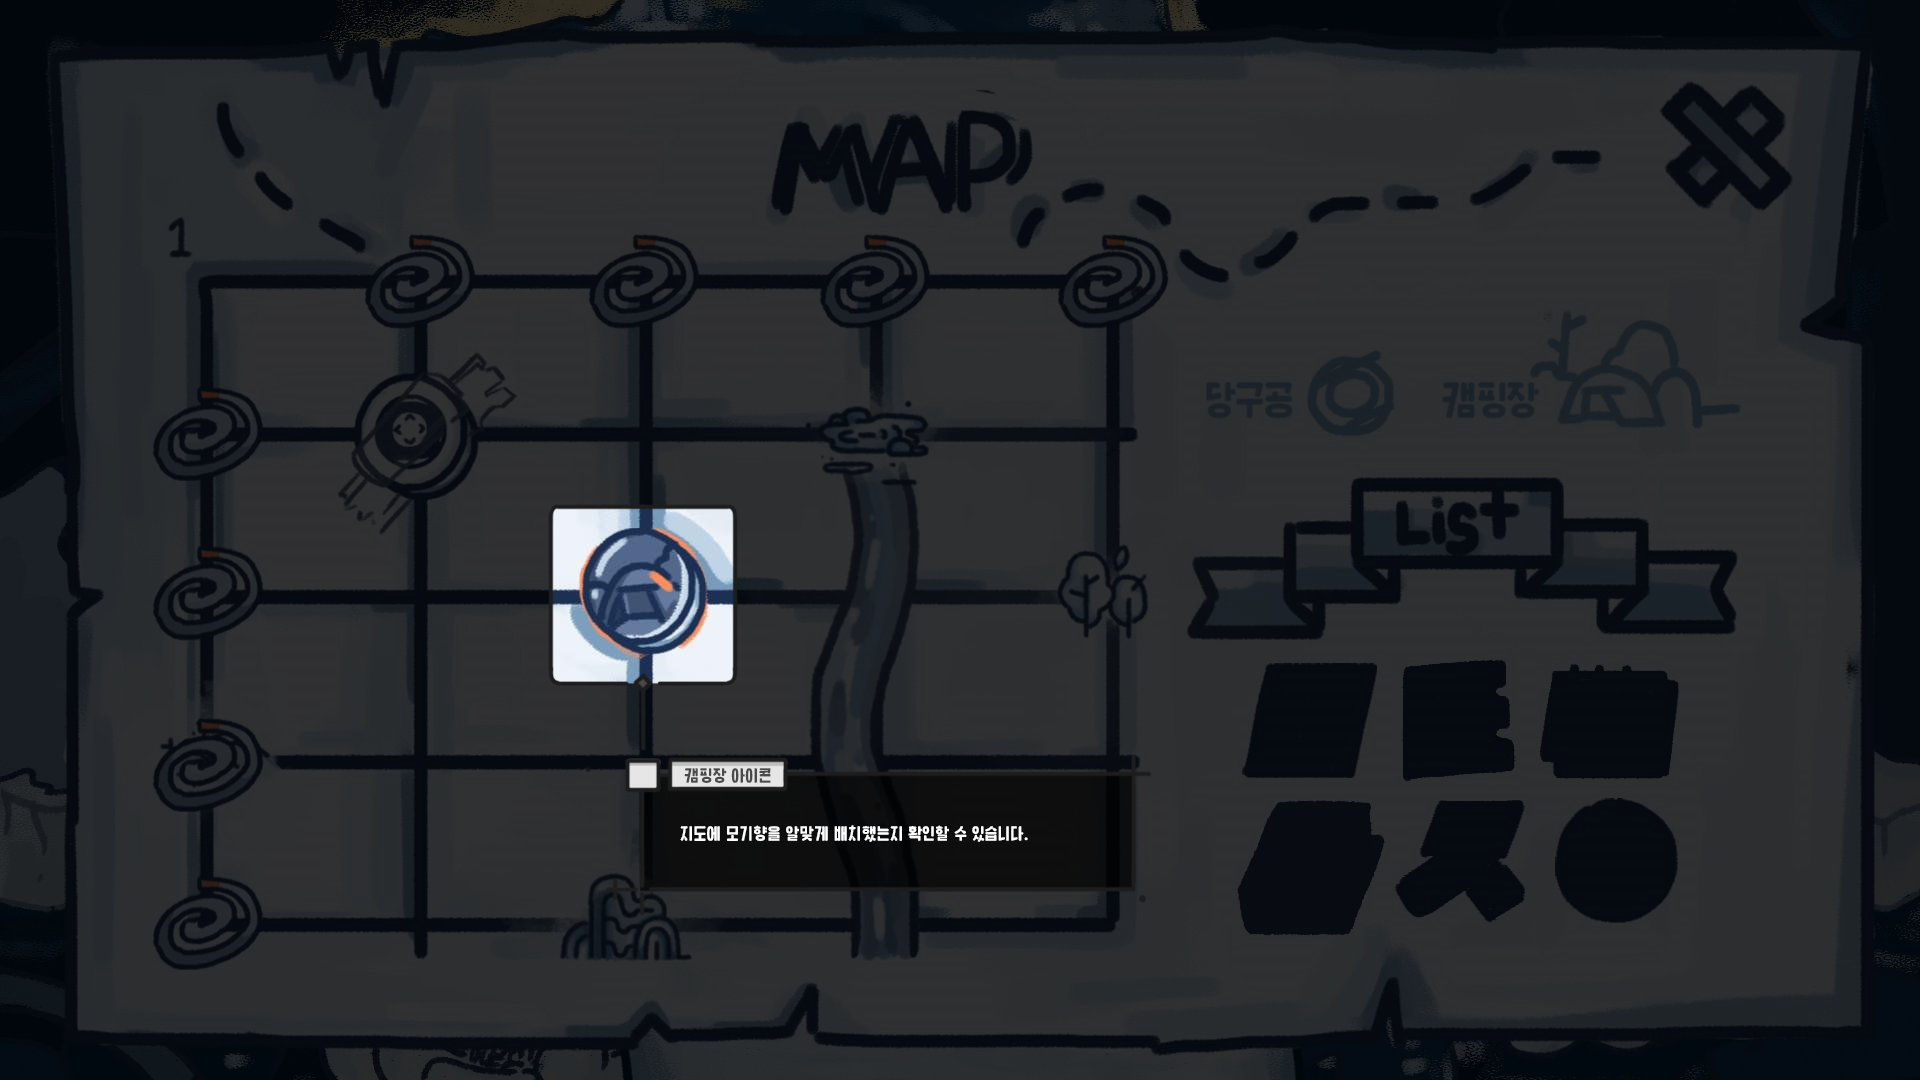 MAP
1
당구공
캠핑장
List
캠핑장 아이콘
지도에 모기향을 알맞게 배치했는지 확인할 수 있습니다.